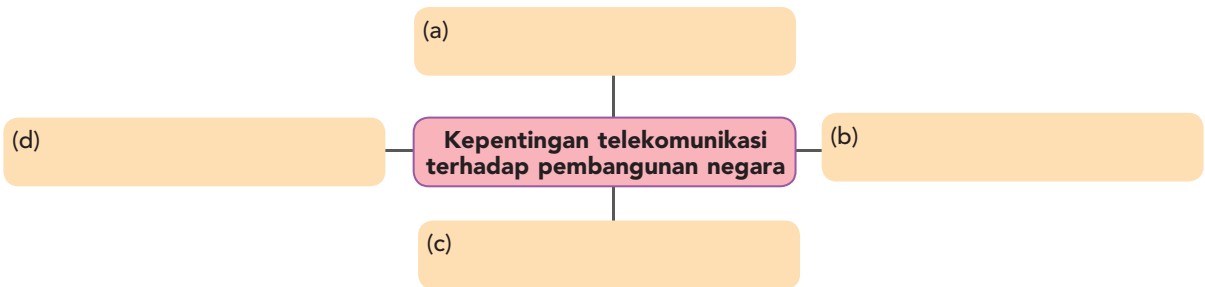 (a)
(d)
Kepentingan telekomunikasi
terhadap pembangunan negara
(b)
(c)